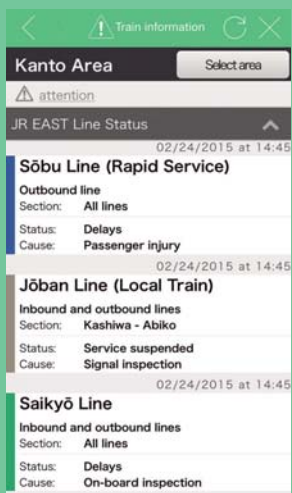 Train information
Kanto Area
Select area
attention
JR EAST Line Status
02/24/2015 at 14:45
Sōbu Line (Rapid Service)
Outbound line
Section: All lines
Status: Delays
Cause: Passenger injury
02/24/2015 at 14:45
Jōban Line (Local Train)
Inbound and outbound lines
Section: Kashiwa - Abiko
Status: Service suspended
Cause: Signal inspection
02/24/2015 at 14:45
Saikyō Line
Inbound and outbound lines
Section: All lines
Status: Delays
Cause: On-board inspection